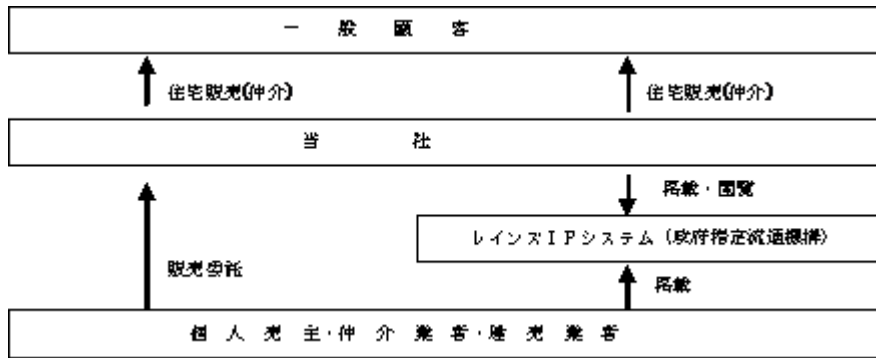 一般顧客
住宅販売(仲介) 住宅販売(仲介)
当社
掲載・閲覧
レインズIPシステム(政府指定流通機構)
販売委託
掲載
個人売主・仲介業者・建売業者